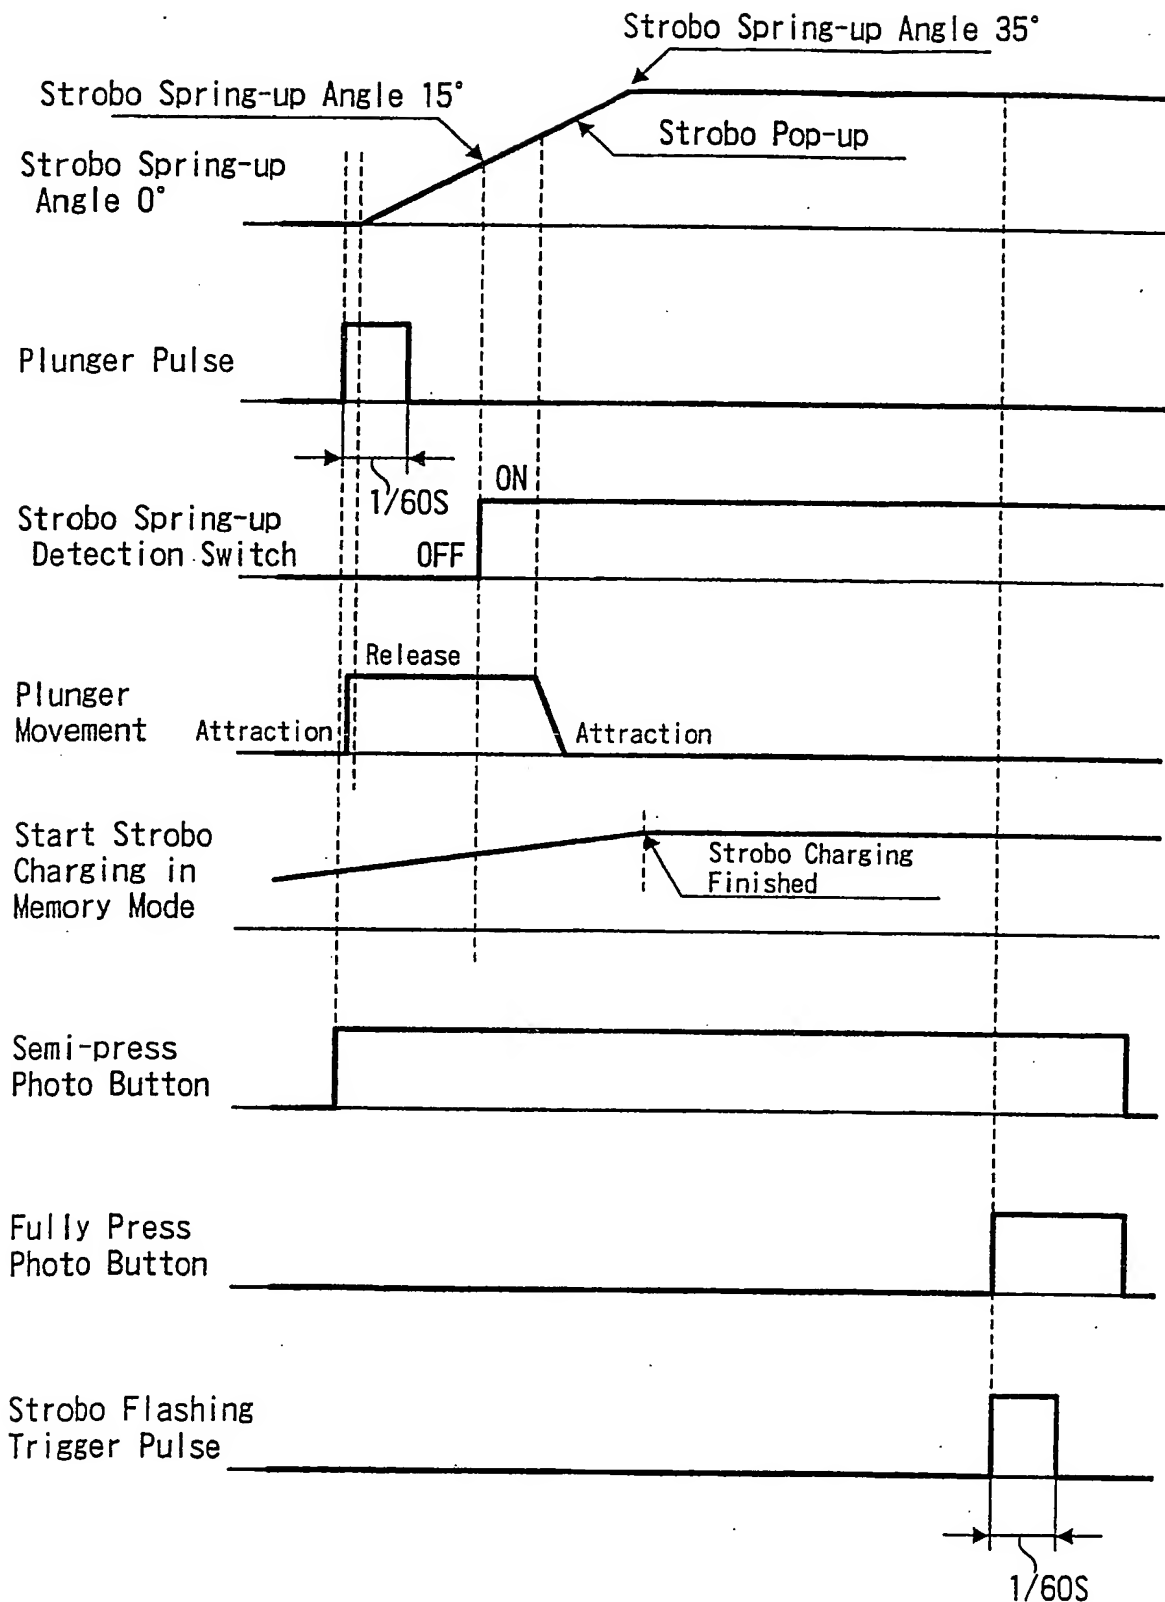 Strobo Spring-up Angle 35°
Strobo Spring-up Angle 15°
Strobo Pop-up
Strobo Spring-up
Angle 0°
Plunger Pulse
1/60S
ON
Strobo Spring-up
Detection Switch
OFF
Release
Plunger
Movement
Attraction
Attraction
Start Strobo
Charging in
Memory Mode
Strobo Charging
Finished
Semi-press
Photo Button
Fully Press
Photo Button
Strobo Flashing
Trigger Pulse
1/60S